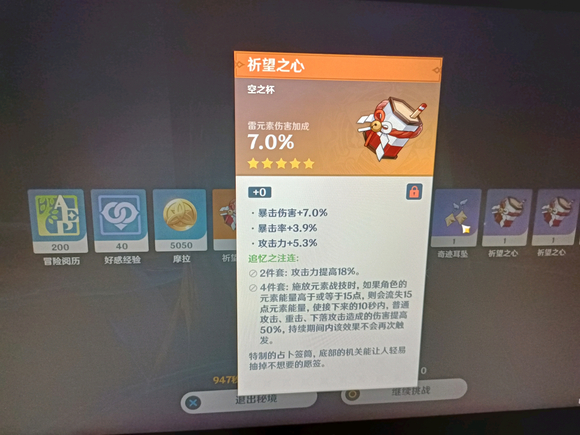 祈望之心
空之杯
雷元素伤害加成
7.0%
+0
·暴击伤害+7.0%
·暴击率+3.9%
·攻击力+5.3%
追忆之注连:
2件套: 攻击力提高18%。
4件套: 施放元素战技时, 如果角色的
元素能量高于或等于15点, 则会流失15
点元素能量, 使接下来的10秒内, 普通
攻击、重击、下落攻击造成的伤害提高
50%, 持续期间内该效果不会再次触
发。
特制的占卜签筒, 底部的机关能让人轻易
抽掉不想要的愿签。
200
40
5050
1
1
1
冒险阅历
好感经验
摩拉
祈
奇迹耳坠
祈望之心
祈望之心
947秒
0
退出秘境
继续挑战